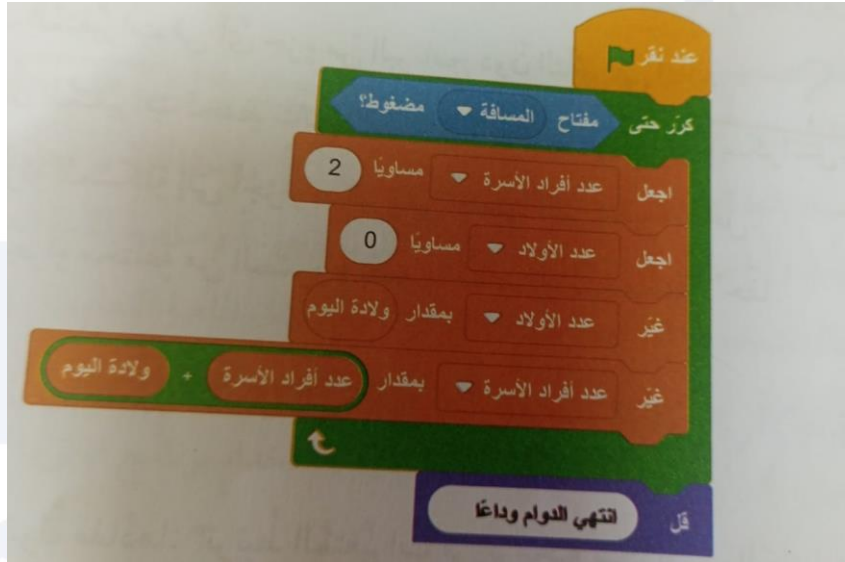 عند نقر
كرّر حتى مفتاح المسافة مضغوط؟
اجعل عدد أفراد الأسرة مساويًا 2
اجعل عدد الأولاد مساويًا 0
غيّر عدد الأولاد بمقدار ولادة اليوم
غيّر عدد أفراد الأسرة بمقدار عدد أفراد الأسرة + ولادة اليوم
قل انتهي الدوام وداعًا